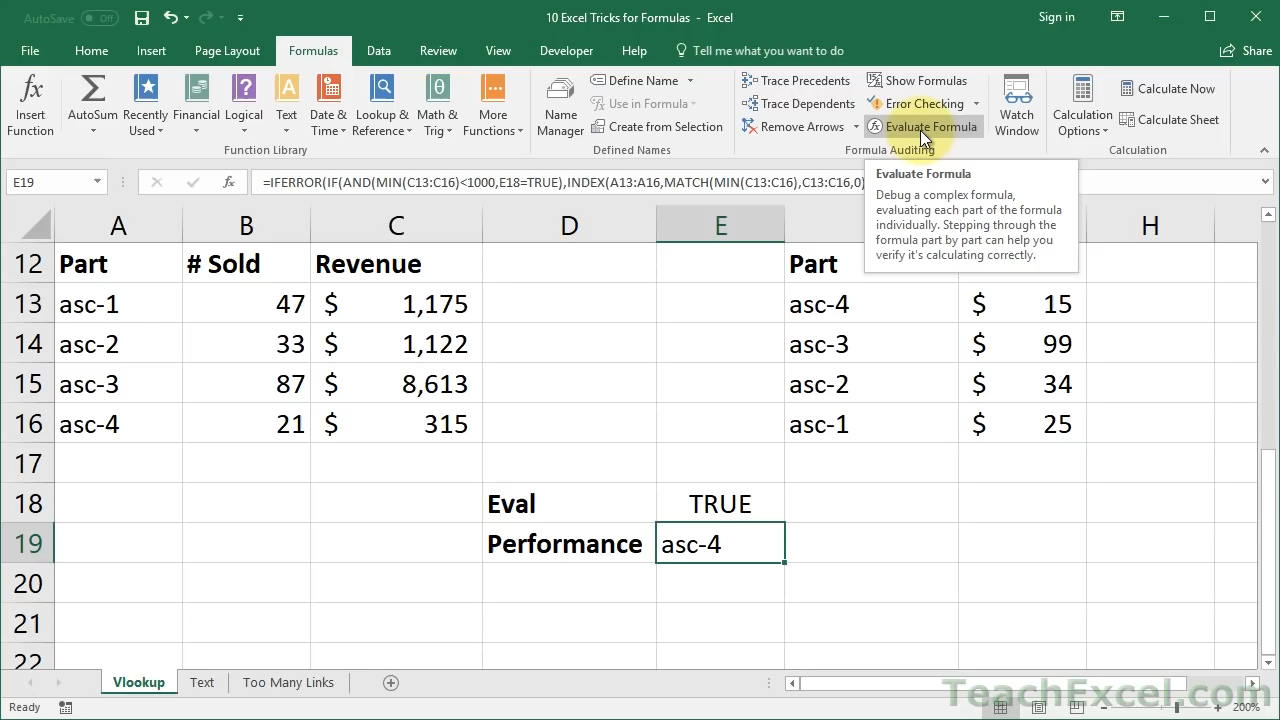 AutoSave Off
10 Excel Tricks for Formulas - Excel
Sign in
File Home Insert Page Layout Formulas Data Review View Developer Help Tell me what you want to do Share
Insert Function
AutoSum
Recently Used
Financial
Logical
Text
Date & Time
Lookup & Reference
Math & Trig
More Functions
Function Library
Name Manager
Define Name
Use in Formula
Create from Selection
Defined Names
Trace Precedents
Trace Dependents
Remove Arrows
Show Formulas
Error Checking
Evaluate Formula
Formula Auditing
Watch Window
Calculation Options
Calculate Now
Calculate Sheet
Calculation
E19
fx
=IFERROR(IF(AND(MIN(C13:C16)<1000,E18=TRUE),INDEX(A13:A16,MATCH(MIN(C13:C16),C13:C16,0)
Evaluate Formula
Debug a complex formula,
evaluating each part of the formula
individually. Stepping through the
formula part by part can help you
verify it's calculating correctly.
A B C D E H
12 Part # Sold Revenue Part
13 asc-1 47 $ 1,175 asc-4 $ 15
14 asc-2 33 $ 1,122 asc-3 $ 99
15 asc-3 87 $ 8,613 asc-2 $ 34
16 asc-4 21 $ 315 asc-1 $ 25
17
18 Eval TRUE
19 Performance asc-4
20
21
22
Vlookup Text Too Many Links
TeachExcel.com
Ready
200%